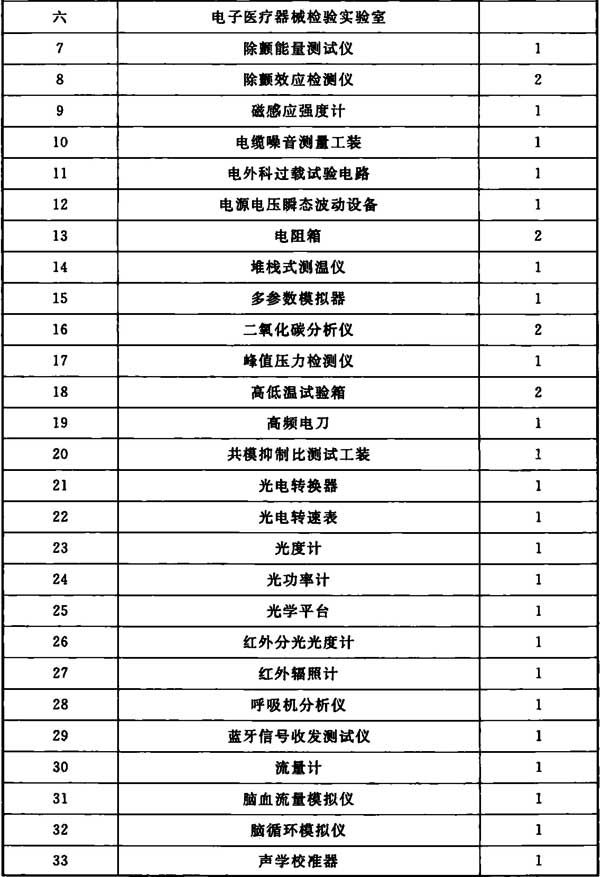 六 电子医疗器械检验实验室
7 除颤能量测试仪 1
8 除颤效应检测仪 2
9 磁感应强度计 1
10 电缆噪音测量工装 1
11 电外科过载试验电路 1
12 电源电压瞬态波动设备 1
13 电阻箱 2
14 堆栈式测温仪 1
15 多参数模拟器 1
16 二氧化碳分析仪 2
17 峰值压力检测仪 1
18 高低温试验箱 2
19 高频电刀 1
20 共模抑制比测试工装 1
21 光电转换器 1
22 光电转速表 1
23 光度计 1
24 光功率计 1
25 光学平台 1
26 红外分光光度计 1
27 红外辐照计 1
28 呼吸机分析仪 1
29 蓝牙信号收发测试仪 1
30 流量计 1
31 脑血流量模拟仪 1
32 脑循环模拟仪 1
33 声学校准器 1